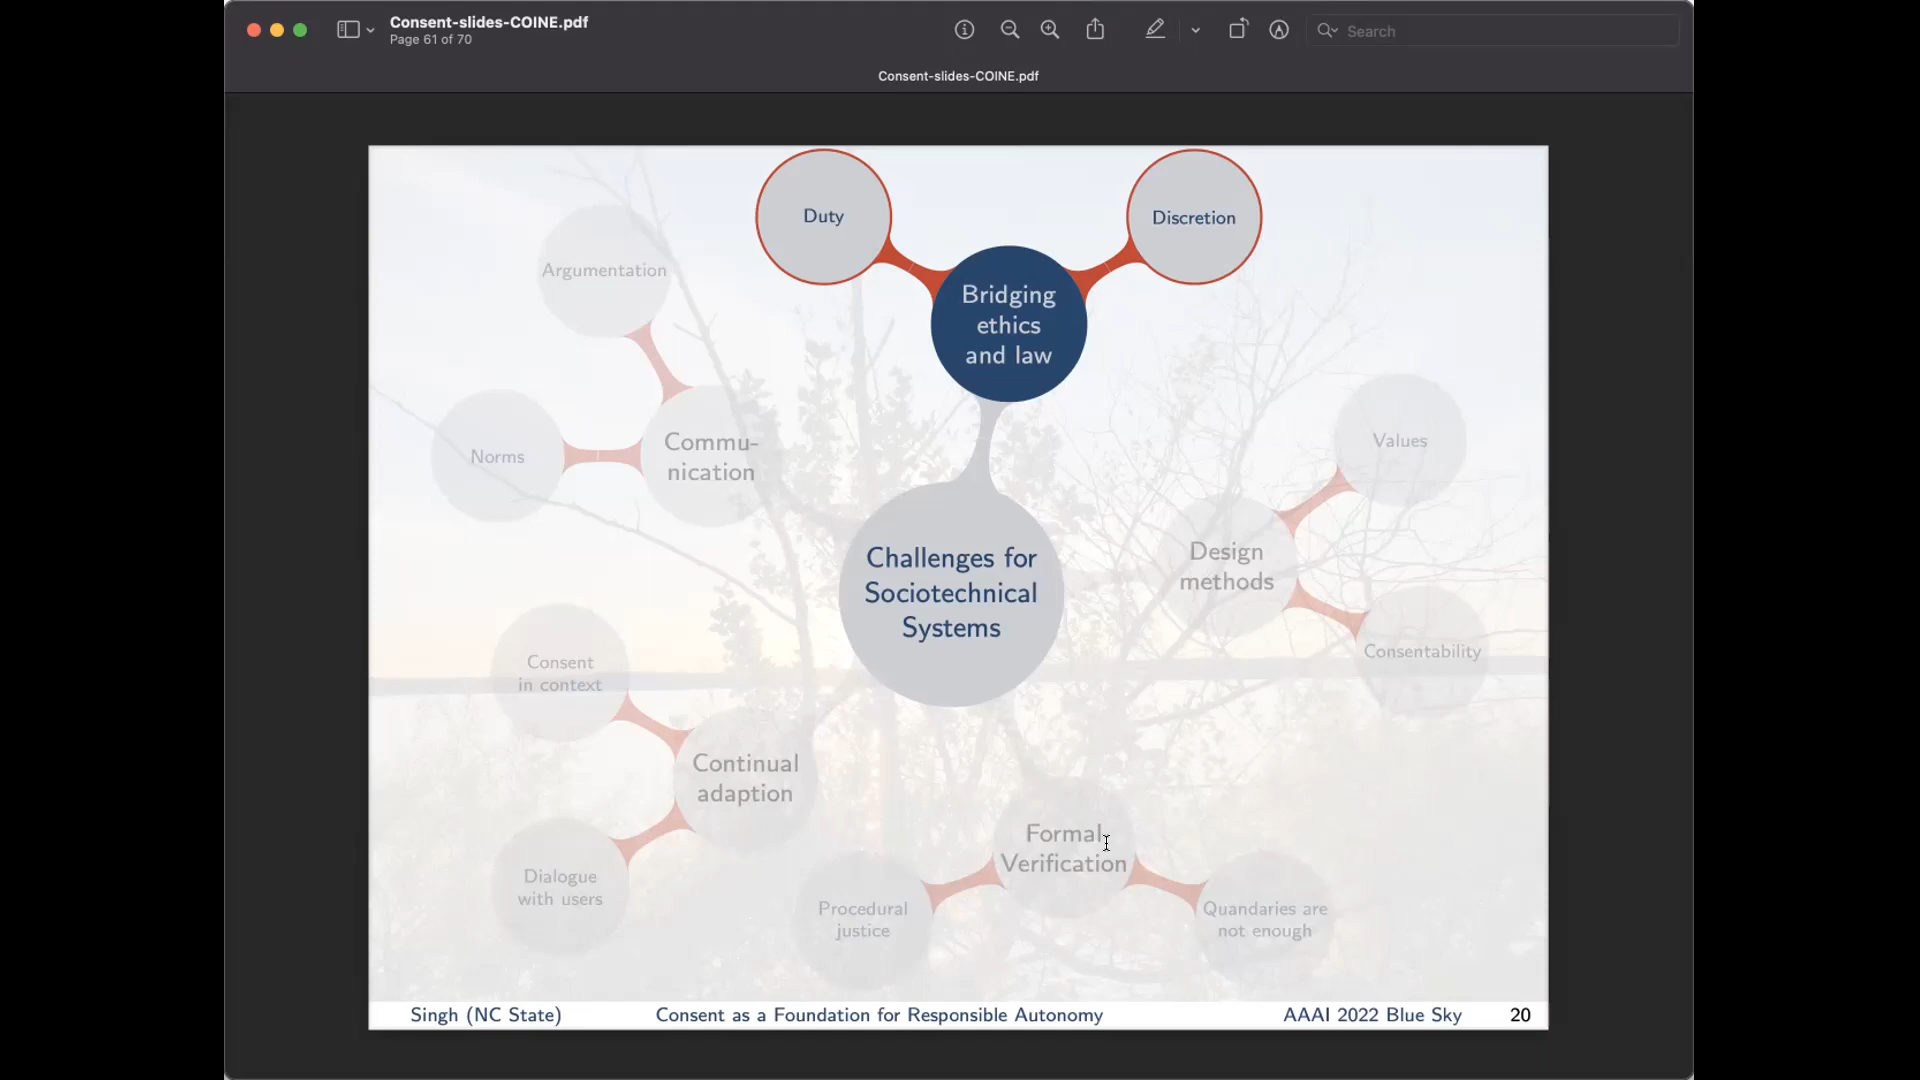 Consent-slides-COINE.pdf
Page 61 of 70
Search
Consent-slides-COINE.pdf
Duty
Discretion
Bridging
ethics
and law
Argumentation
Norms
Commu-
nication
Values
Design
methods
Consentability
Challenges for
Sociotechnical
Systems
Consent
in context
Continual
adaption
Dialogue
with users
Formal
Verification
Procedural
justice
Quandaries are
not enough
Singh (NC State)
Consent as a Foundation for Responsible Autonomy
AAAI 2022 Blue Sky
20